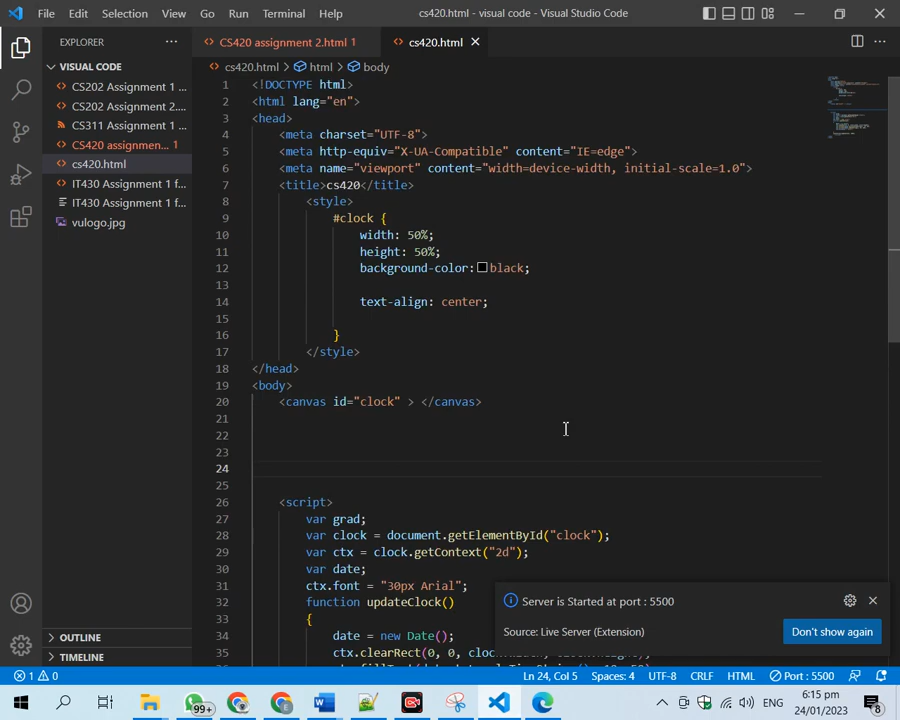 File Edit Selection View Go Run Terminal Help cs420.html - visual code - Visual Studio Code
EXPLORER
CS420 assignment 2.html 1
cs420.html
VISUAL CODE
CS202 Assignment 1 ...
CS202 Assignment 2....
CS311 Assignment 1 ...
CS420 assignmen... 1
cs420.html
IT430 Assignment 1 f...
IT430 Assignment 1 f...
vulogo.jpg
OUTLINE
TIMELINE
cs420.html > html > body
1 <!DOCTYPE html>
2 <html lang="en">
3 <head>
4 <meta charset="UTF-8">
5 <meta http-equiv="X-UA-Compatible" content="IE=edge">
6 <meta name="viewport" content="width=device-width, initial-scale=1.0">
7 <title>cs420</title>
8 <style>
9 #clock {
10 width: 50%;
11 height: 50%;
12 background-color: black;
13
14 text-align: center;
15
16 }
17 </style>
18 </head>
19 <body>
20 <canvas id="clock" > </canvas>
21
22
23
24
25
26 <script>
27 var grad;
28 var clock = document.getElementById("clock");
29 var ctx = clock.getContext("2d");
30 var date;
31 ctx.font = "30px Arial";
32 function updateClock()
33 {
34 date = new Date();
35 ctx.clearRect(0, 0,
Server is Started at port : 5500
Source: Live Server (Extension)
Don't show again
1 0
Ln 24, Col 5 Spaces: 4 UTF-8 CRLF HTML Port : 5500
99+
6:15 pm
24/01/2023
8